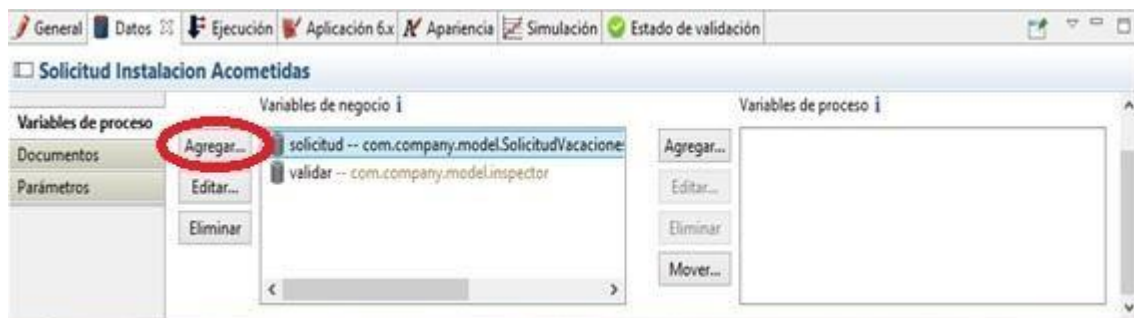 General Datos Ejecución Aplicación 6.x Apariencia Simulación Estado de validación
Solicitud Instalacion Acometidas
Variables de proceso
Documentos
Parámetros
Variables de negocio i
Agregar...
Editar...
Eliminar
solicitud -- com.company.model.SolicitudVacacione
validar -- com.company.model.inspector
Variables de proceso i
Agregar...
Editar...
Eliminar
Mover...